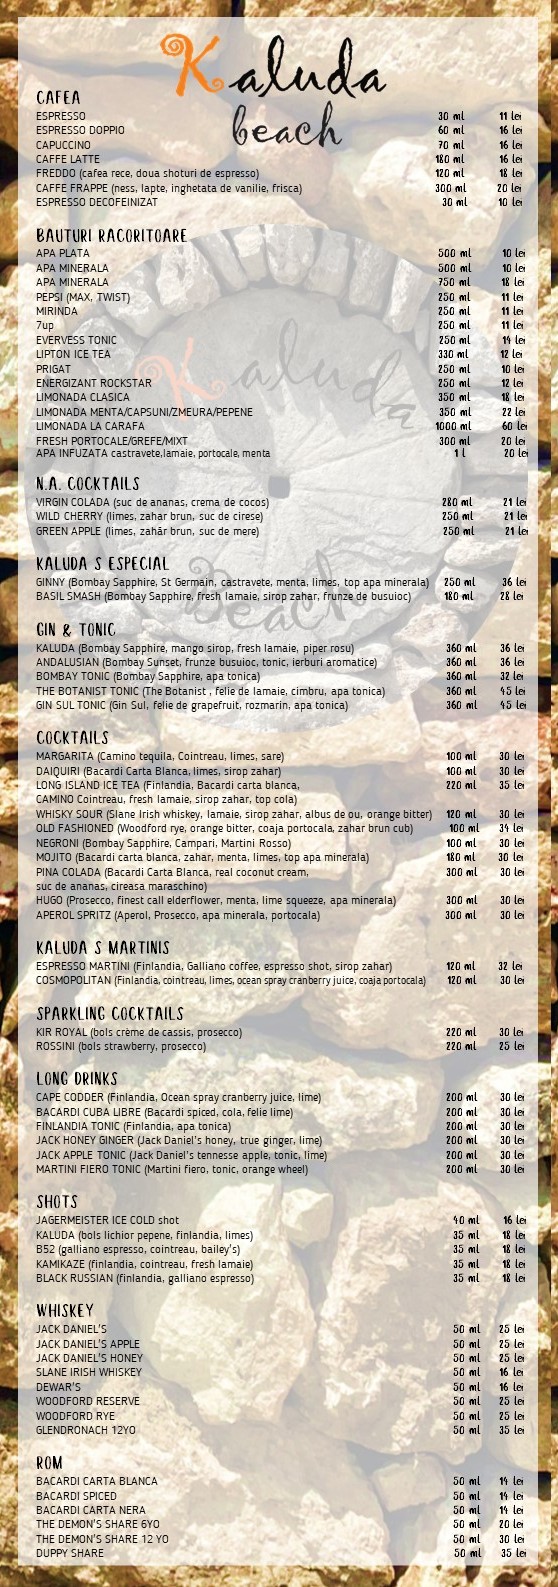 Kaluda
beach
CAFEA
ESPRESSO 30 ml 11 lei
ESPRESSO DOPPIO 60 ml 16 lei
CAPUCCINO 70 ml 16 lei
CAFFE LATTE 180 ml 16 lei
FREDDO (cafea rece, doua shoturi de espresso) 120 ml 18 lei
CAFFE FRAPPE (ness, lapte, inghetata de vanilie, frisca) 300 ml 20 lei
ESPRESSO DECOFEINIZAT 30 ml 10 lei
BAUTURI RACORITOARE
APA PLATA 500 ml 10 lei
APA MINERALA 500 ml 10 lei
APA MINERALA 750 ml 18 lei
PEPSI (MAX, TWIST) 250 ml 11 lei
MIRINDA 250 ml 11 lei
7up 250 ml 11 lei
EVERVESS TONIC 250 ml 14 lei
LIPTON ICE TEA 330 ml 12 lei
PRIGAT 250 ml 10 lei
ENERGIZANT ROCKSTAR 250 ml 12 lei
LIMONADA CLASICA 350 ml 18 lei
LIMONADA MENTA/CAPSUNI/ZMEURA/PEPENE 350 ml 22 lei
LIMONADA LA CARAFA 1000 ml 60 lei
FRESH PORTOCALE/GREFE/MIXT 300 ml 20 lei
APA INFUZATA castravete,lamaie, portocale, menta 1 l 20 lei
N.A. COCKTAILS
VIRGIN COLADA (suc de ananas, crema de cocos) 280 ml 21 lei
WILD CHERRY (limes, zahar brun, suc de cirese) 250 ml 21 lei
GREEN APPLE (limes, zahăr brun, suc de mere) 250 ml 21 lei
KALUDA S ESPECIAL
GINNY (Bombay Sapphire, St Germain, castravete, menta, limes, top apa minerala) 250 ml 36 lei
BASIL SMASH (Bombay Sapphire, fresh lamaie, sirop zahar, frunze de busuioc) 180 ml 28 lei
GIN & TONIC
KALUDA (Bombay Sapphire, mango sirop, fresh lamaie, piper rosu) 360 ml 36 lei
ANDALUSIAN (Bombay Sunset, frunze busuioc, tonic, ierburi aromatice) 360 ml 36 lei
BOMBAY TONIC (Bombay Sapphire, apa tonica) 360 ml 32 lei
THE BOTANIST TONIC (The Botanist , felie de lamaie, cimbru, apa tonica) 360 ml 45 lei
GIN SUL TONIC (Gin Sul, felie de grapefruit, rozmarin, apa tonica) 360 ml 45 lei
COCKTAILS
MARGARITA (Camino tequila, Cointreau, limes, sare) 100 ml 30 lei
DAIQUIRI (Bacardi Carta Blanca, limes, sirop zahar) 100 ml 30 lei
LONG ISLAND ICE TEA (Finlandia, Bacardi carta blanca, 220 ml 35 lei
CAMINO Cointreau, fresh lamaie, sirop zahar, top cola)
WHISKY SOUR (Slane Irish whiskey, lamaie, sirop zahar, albus de ou, orange bitter) 120 ml 30 lei
OLD FASHIONED (Woodford rye, orange bitter, coaja portocala, zahar brun cub) 100 ml 34 lei
NEGRONI (Bombay Sapphire, Campari, Martini Rosso) 100 ml 30 lei
MOJITO (Bacardi carta blanca, zahar, menta, limes, top apa minerala) 180 ml 30 lei
PINA COLADA (Bacardi Carta Blanca, real coconut cream, 300 ml 30 lei
suc de ananas, cireasa maraschino)
HUGO (Prosecco, finest call elderflower, menta, lime squeeze, apa minerala) 300 ml 30 lei
APEROL SPRITZ (Aperol, Prosecco, apa minerala, portocala) 300 ml 30 lei
KALUDA S MARTINIS
ESPRESSO MARTINI (Finlandia, Galliano coffee, espresso shot, sirop zahar) 120 ml 32 lei
COSMOPOLITAN (Finlandia, cointreau, limes, ocean spray cranberry juice, coaja portocala) 120 ml 30 lei
SPARKLING COCKTAILS
KIR ROYAL (bols crème de cassis, prosecco) 220 ml 30 lei
ROSSINI (bols strawberry, prosecco) 220 ml 25 lei
LONG DRINKS
CAPE CODDER (Finlandia, Ocean spray cranberry juice, lime) 200 ml 30 lei
BACARDI CUBA LIBRE (Bacardi spiced, cola, felie lime) 200 ml 30 lei
FINLANDIA TONIC (Finlandia, apa tonica) 200 ml 30 lei
JACK HONEY GINGER (Jack Daniel's honey, true ginger, lime) 200 ml 30 lei
JACK APPLE TONIC (Jack Daniel's tennesse apple, tonic, lime) 200 ml 30 lei
MARTINI FIERO TONIC (Martini fiero, tonic, orange wheel) 200 ml 30 lei
SHOTS
JAGERMEISTER ICE COLD shot 40 ml 16 lei
KALUDA (bols lichior pepene, finlandia, limes) 35 ml 18 lei
B52 (galliano espresso, cointreau, bailey's) 35 ml 18 lei
KAMIKAZE (finlandia, cointreau, fresh lamaie) 35 ml 18 lei
BLACK RUSSIAN (finlandia, galliano espresso) 35 ml 18 lei
WHISKEY
JACK DANIEL'S 50 ml 25 lei
JACK DANIEL'S APPLE 50 ml 25 lei
JACK DANIEL'S HONEY 50 ml 25 lei
SLANE IRISH WHISKEY 50 ml 16 lei
DEWAR'S 50 ml 16 lei
WOODFORD RESERVE 50 ml 25 lei
WOODFORD RYE 50 ml 25 lei
GLENDRONACH 12YO 50 ml 35 lei
ROM
BACARDI CARTA BLANCA 50 ml 14 lei
BACARDI SPICED 50 ml 14 lei
BACARDI CARTA NERA 50 ml 14 lei
THE DEMON'S SHARE 6YO 50 ml 20 lei
THE DEMON'S SHARE 12 YO 50 ml 30 lei
DUPPY SHARE 50 ml 35 lei
Kaluda
Beach